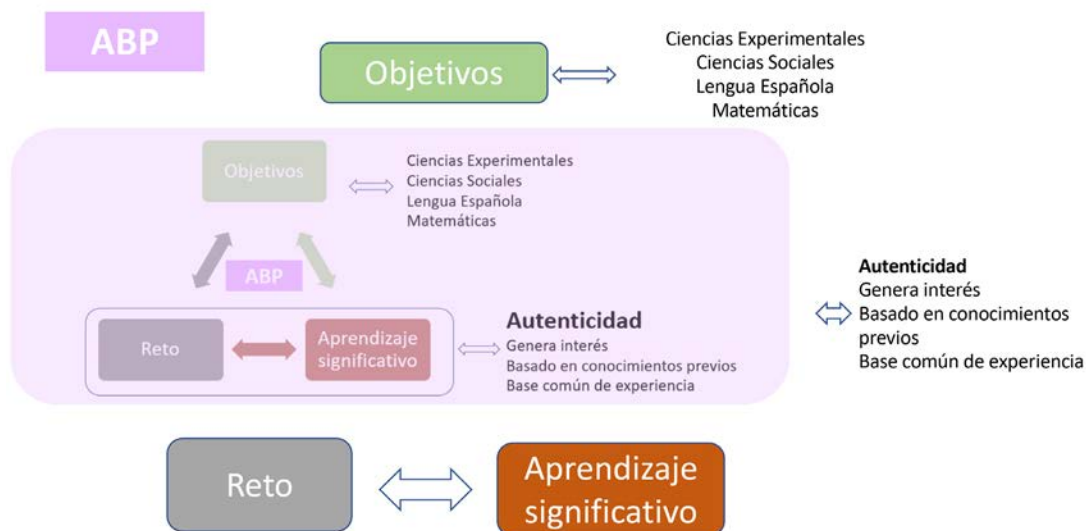 ABP
Objetivos
Ciencias Experimentales
Ciencias Sociales
Lengua Española
Matemáticas
Objetivos
Ciencias Experimentales
Ciencias Sociales
Lengua Española
Matemáticas
ABP
Reto
Aprendizaje
significativo
Autenticidad
Genera interés
Basado en conocimientos previos
Base común de experiencia
Autenticidad
Genera interés
Basado en conocimientos
previos
Base común de experiencia
Reto
Aprendizaje
significativo